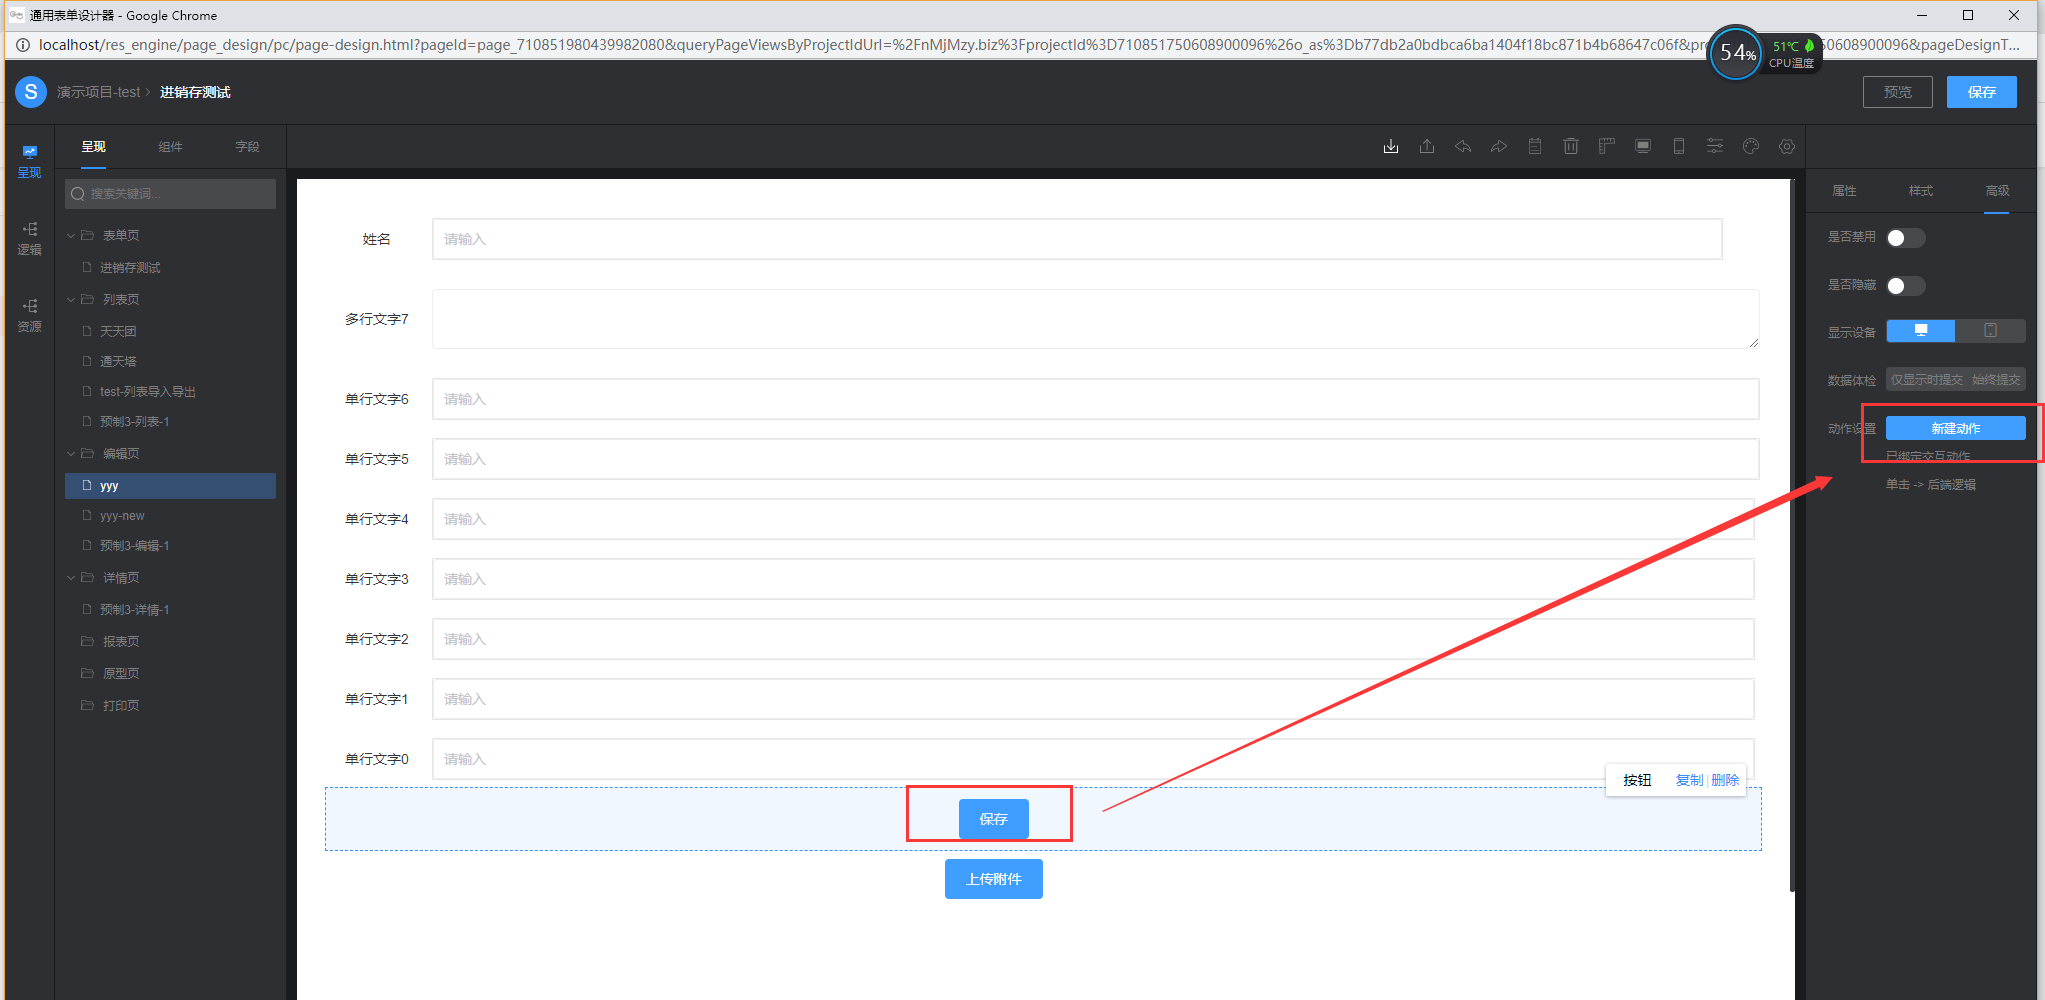 通用表单设计器 - Google Chrome
localhost/res_engine/page_design/pc/page-design.html?pageId=page_710851980439982080&queryPageViewsByProjectIdUrl=%2FnMjMzy.biz%3FprojectId%3D710851750608900096%26o_as%3Db77db2a0bdbca6ba1404f18bc871b4b68647c06f&pr 50608900096&pageDesignT...
54%
51℃
CPU温度
S
演示项目-test
进销存测试
预览
保存
呈现
逻辑
资源
呈现
组件
字段
搜索关键词...
表单页
进销存测试
列表页
天天团
通天塔
test-列表导入导出
预制3-列表-1
编辑页
yyy
yyy-new
预制3-编辑-1
详情页
预制3-详情-1
报表页
原型页
打印页
姓名
请输入
多行文字7
单行文字6
请输入
单行文字5
请输入
单行文字4
请输入
单行文字3
请输入
单行文字2
请输入
单行文字1
请输入
单行文字0
请输入
按钮
复制
删除
保存
上传附件
属性
样式
高级
是否禁用
是否隐藏
显示设备
数据体检
仅显示时提交
始终提交
动作设置
新建动作
已绑定交互动作
单击 -> 后端逻辑